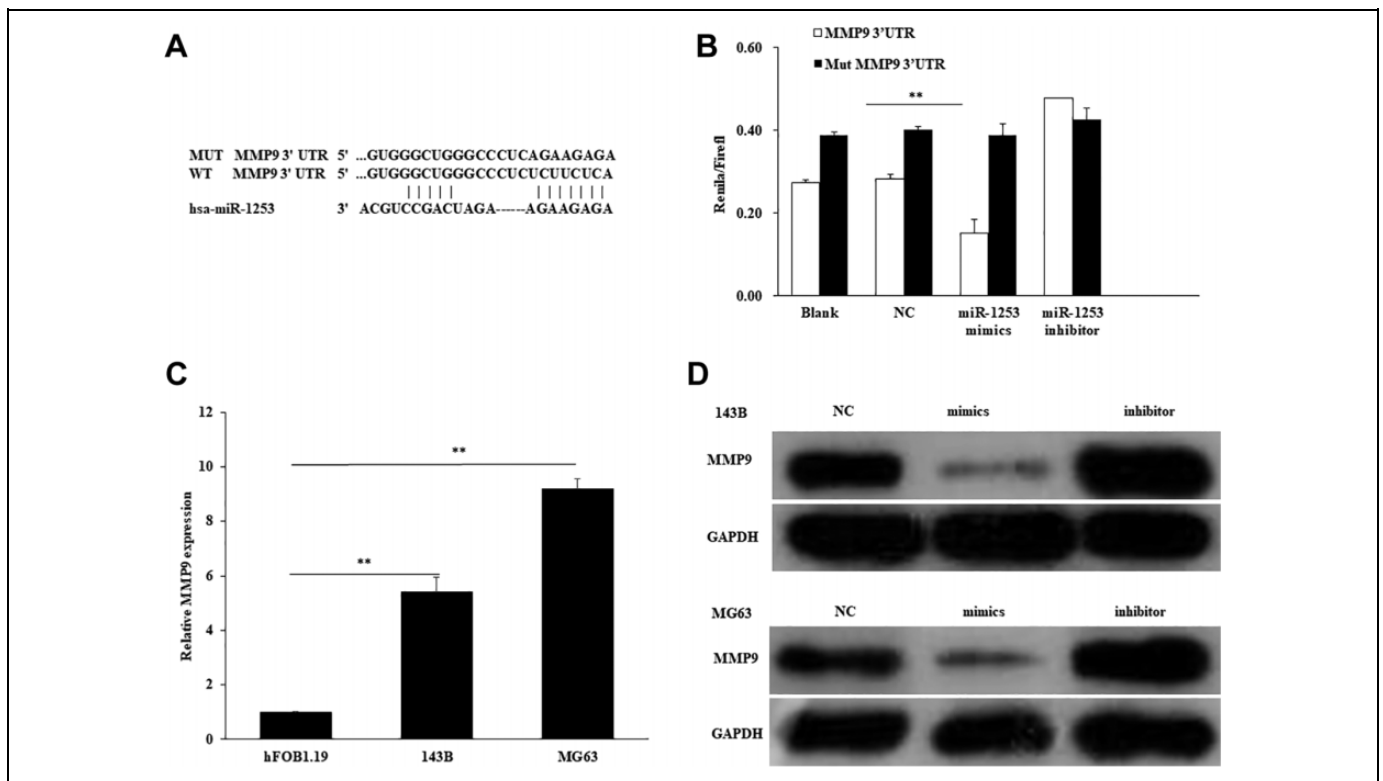 A
MUT MMP9 3' UTR 5' ...GUGGGCUGGGCCCUCAGAAGAGA
WT MMP9 3' UTR 5' ...GUGGGCUGGGCCCUCUCUUCUCA
hsa-miR-1253 3' ACGUCCGACUAGA------AGAAGAGA
B
MMP9 3'UTR
Mut MMP9 3'UTR
**
Renila/Firefl
0.60
0.40
0.20
0.00
Blank NC miR-1253 mimics miR-1253 inhibitor
C
Relative MMP9 expression
12
10
8
6
4
2
0
**
**
hFOB1.19 143B MG63
D
143B NC mimics inhibitor
MMP9
GAPDH
MG63 NC mimics inhibitor
MMP9
GAPDH